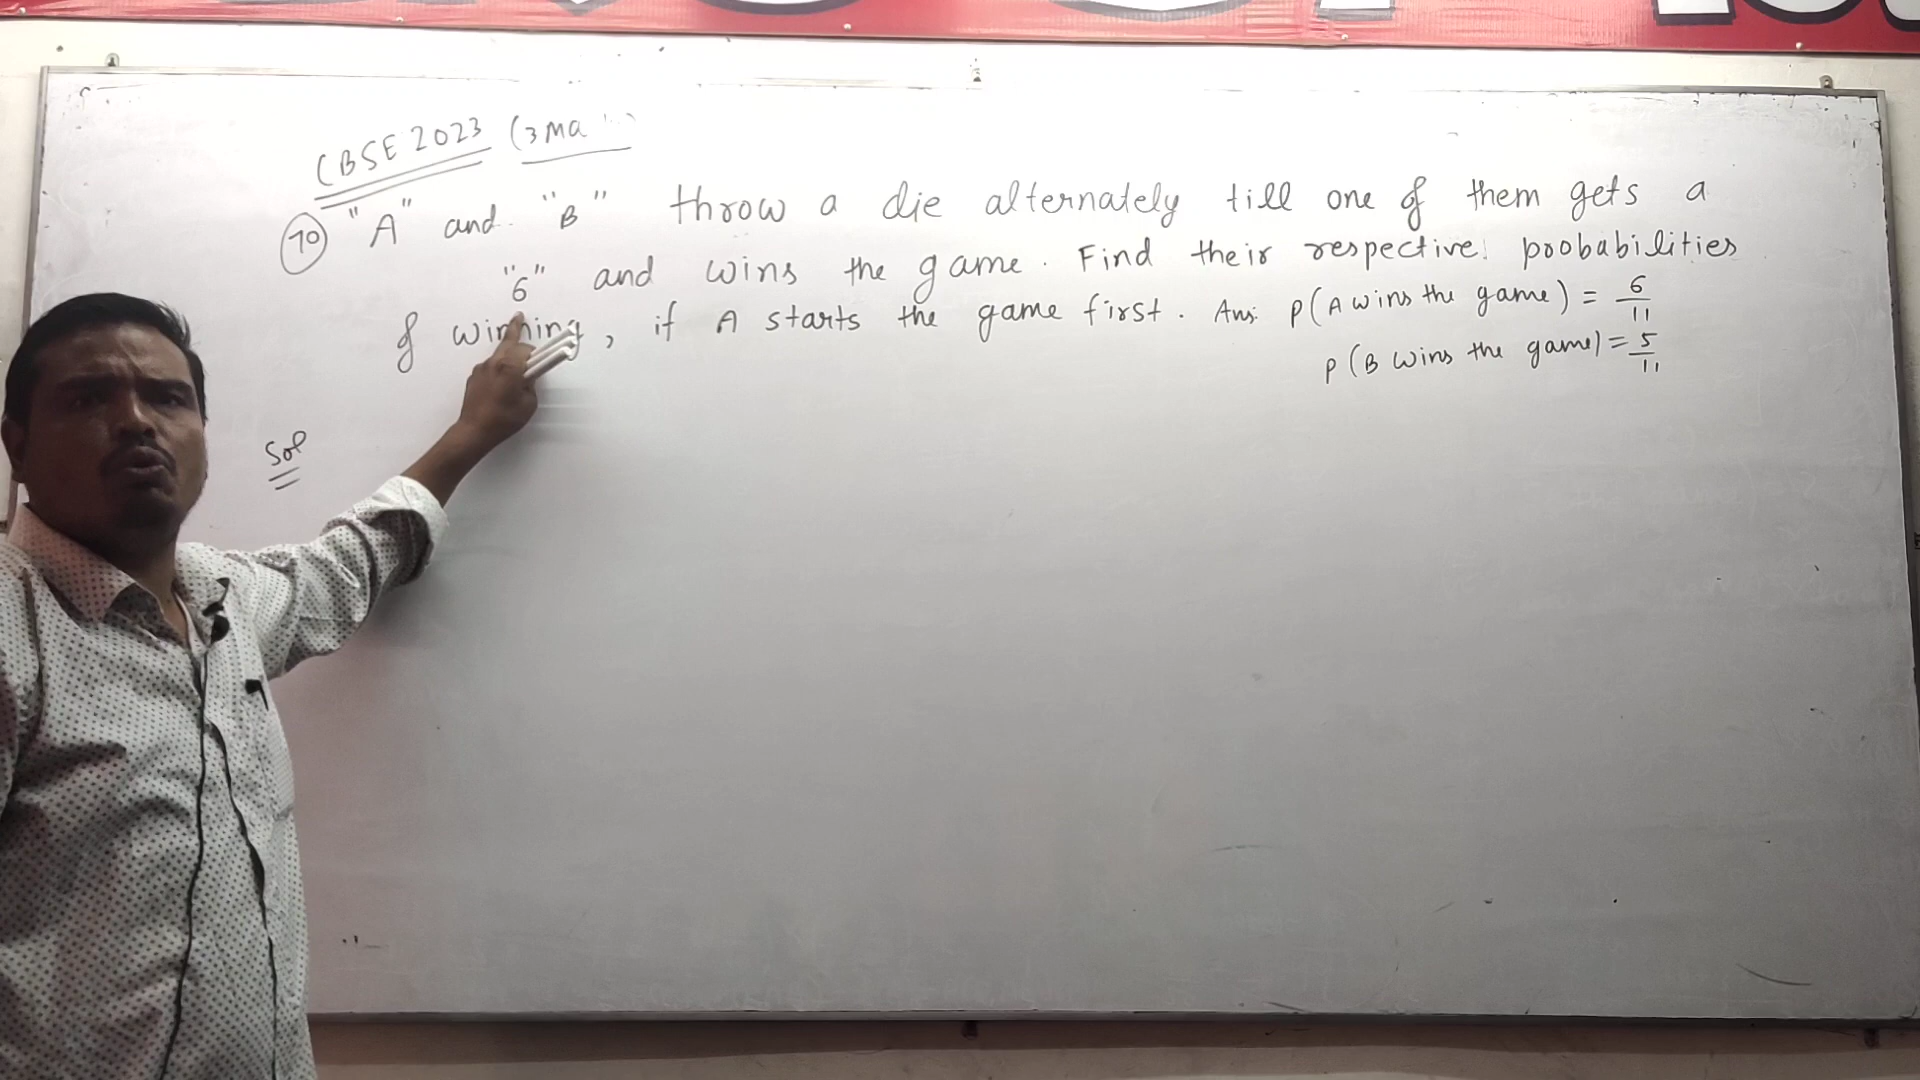 CBSE 2023 (3Ma
70 "A" and "B" throw a die alternately till one of them gets a
"6" and wins the game. Find their respective probabilities
of winning, if A starts the game first. Ans: P(A wins the game) = 6/11
P(B wins the game) = 5/11
Sol